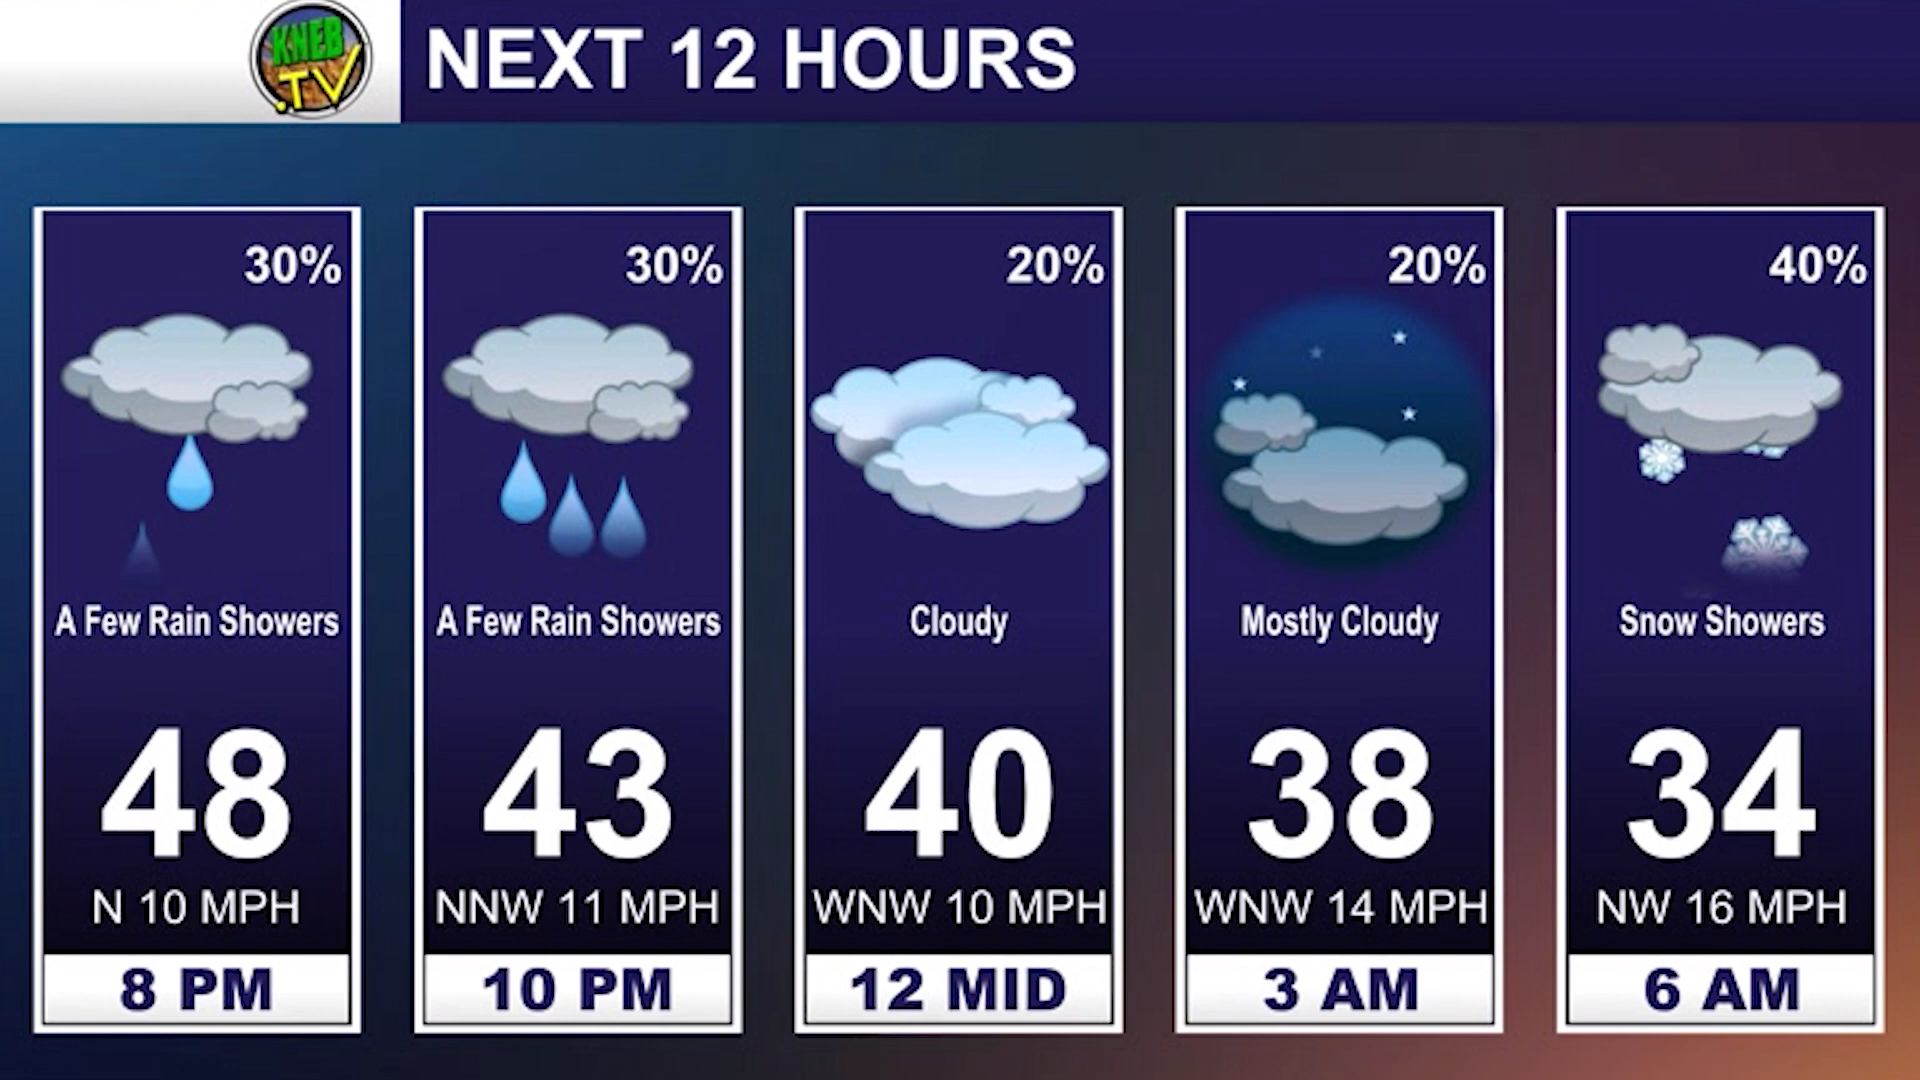 KNEB
.TV
NEXT 12 HOURS
30%
A Few Rain Showers
48
N 10 MPH
8 PM
30%
A Few Rain Showers
43
NNW 11 MPH
10 PM
20%
Cloudy
40
WNW 10 MPH
12 MID
20%
Mostly Cloudy
38
WNW 14 MPH
3 AM
40%
Snow Showers
34
NW 16 MPH
6 AM